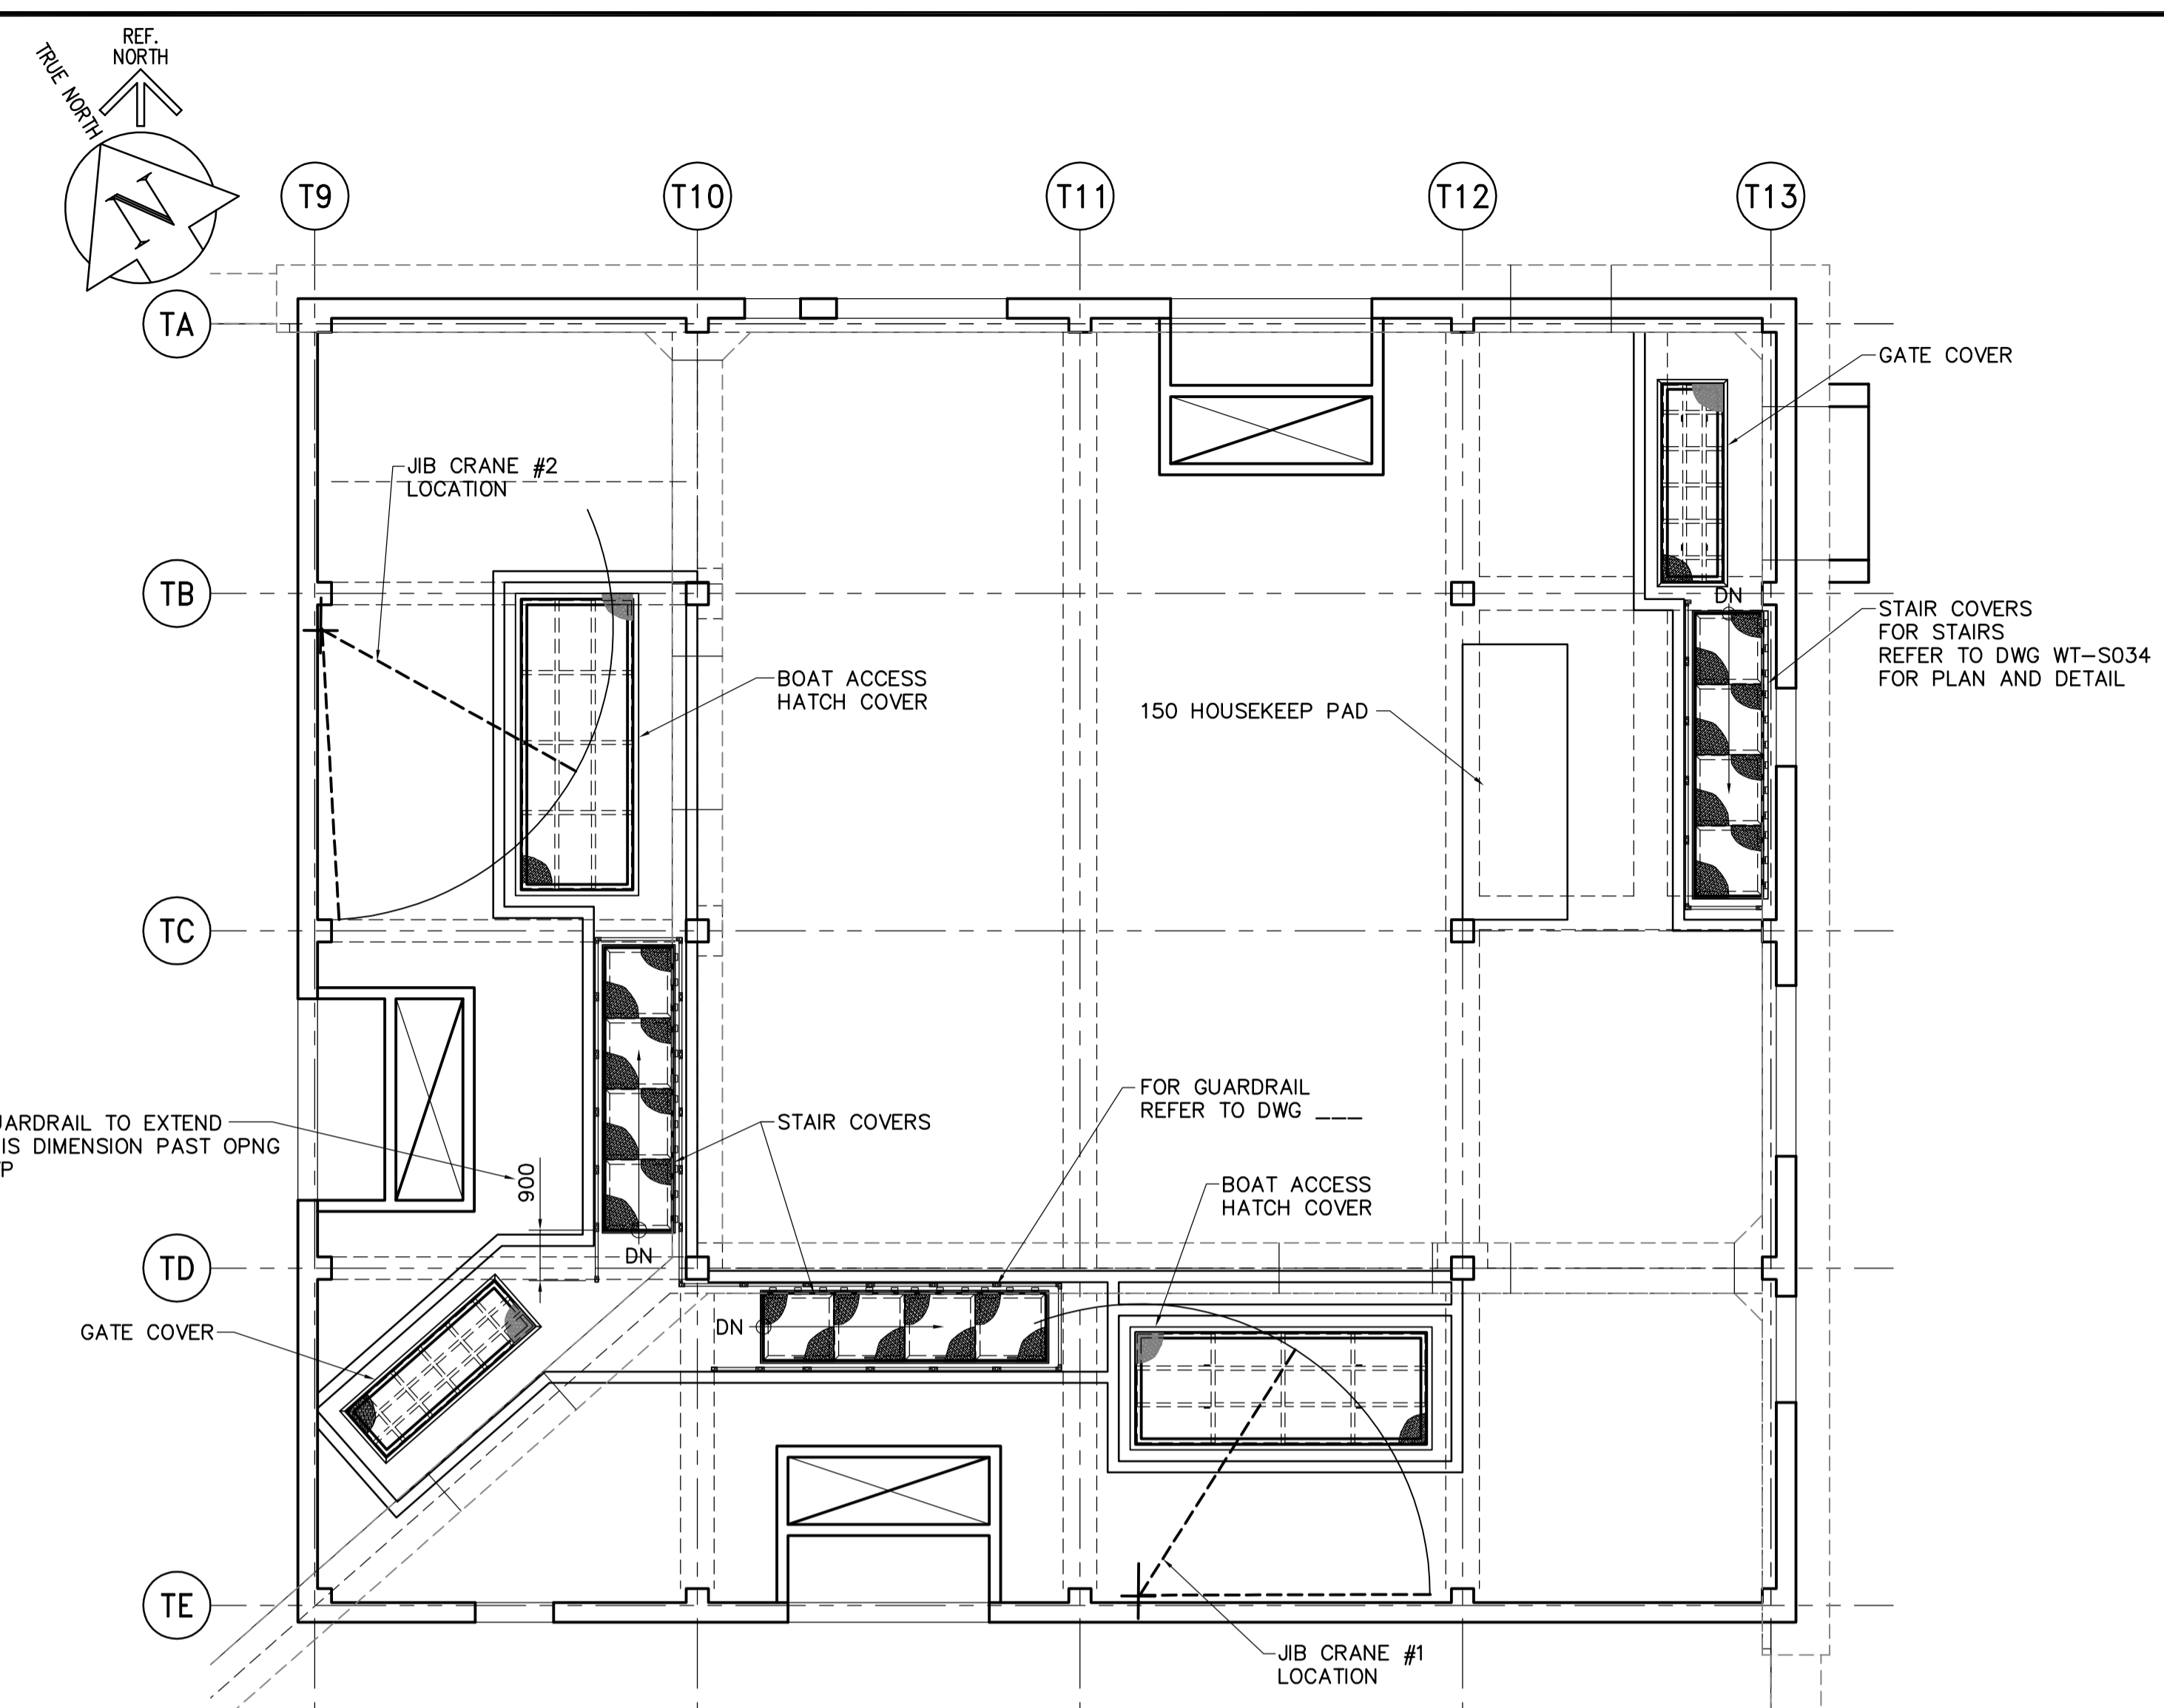 REF.
NORTH
TRUE NORTH
N
T9
T10
T11
T12
T13
TA
GATE COVER
JIB CRANE #2
LOCATION
TB
DN
STAIR COVERS
FOR STAIRS
REFER TO DWG WT-S034
FOR PLAN AND DETAIL
BOAT ACCESS
HATCH COVER
150 HOUSEKEEP PAD
TC
FOR GUARDRAIL
REFER TO DWG ___
STAIR COVERS
TO EXTEND
DIMENSION PAST OPNG
900
BOAT ACCESS
HATCH COVER
DN
TD
DN
GATE COVER
TE
JIB CRANE #1
LOCATION